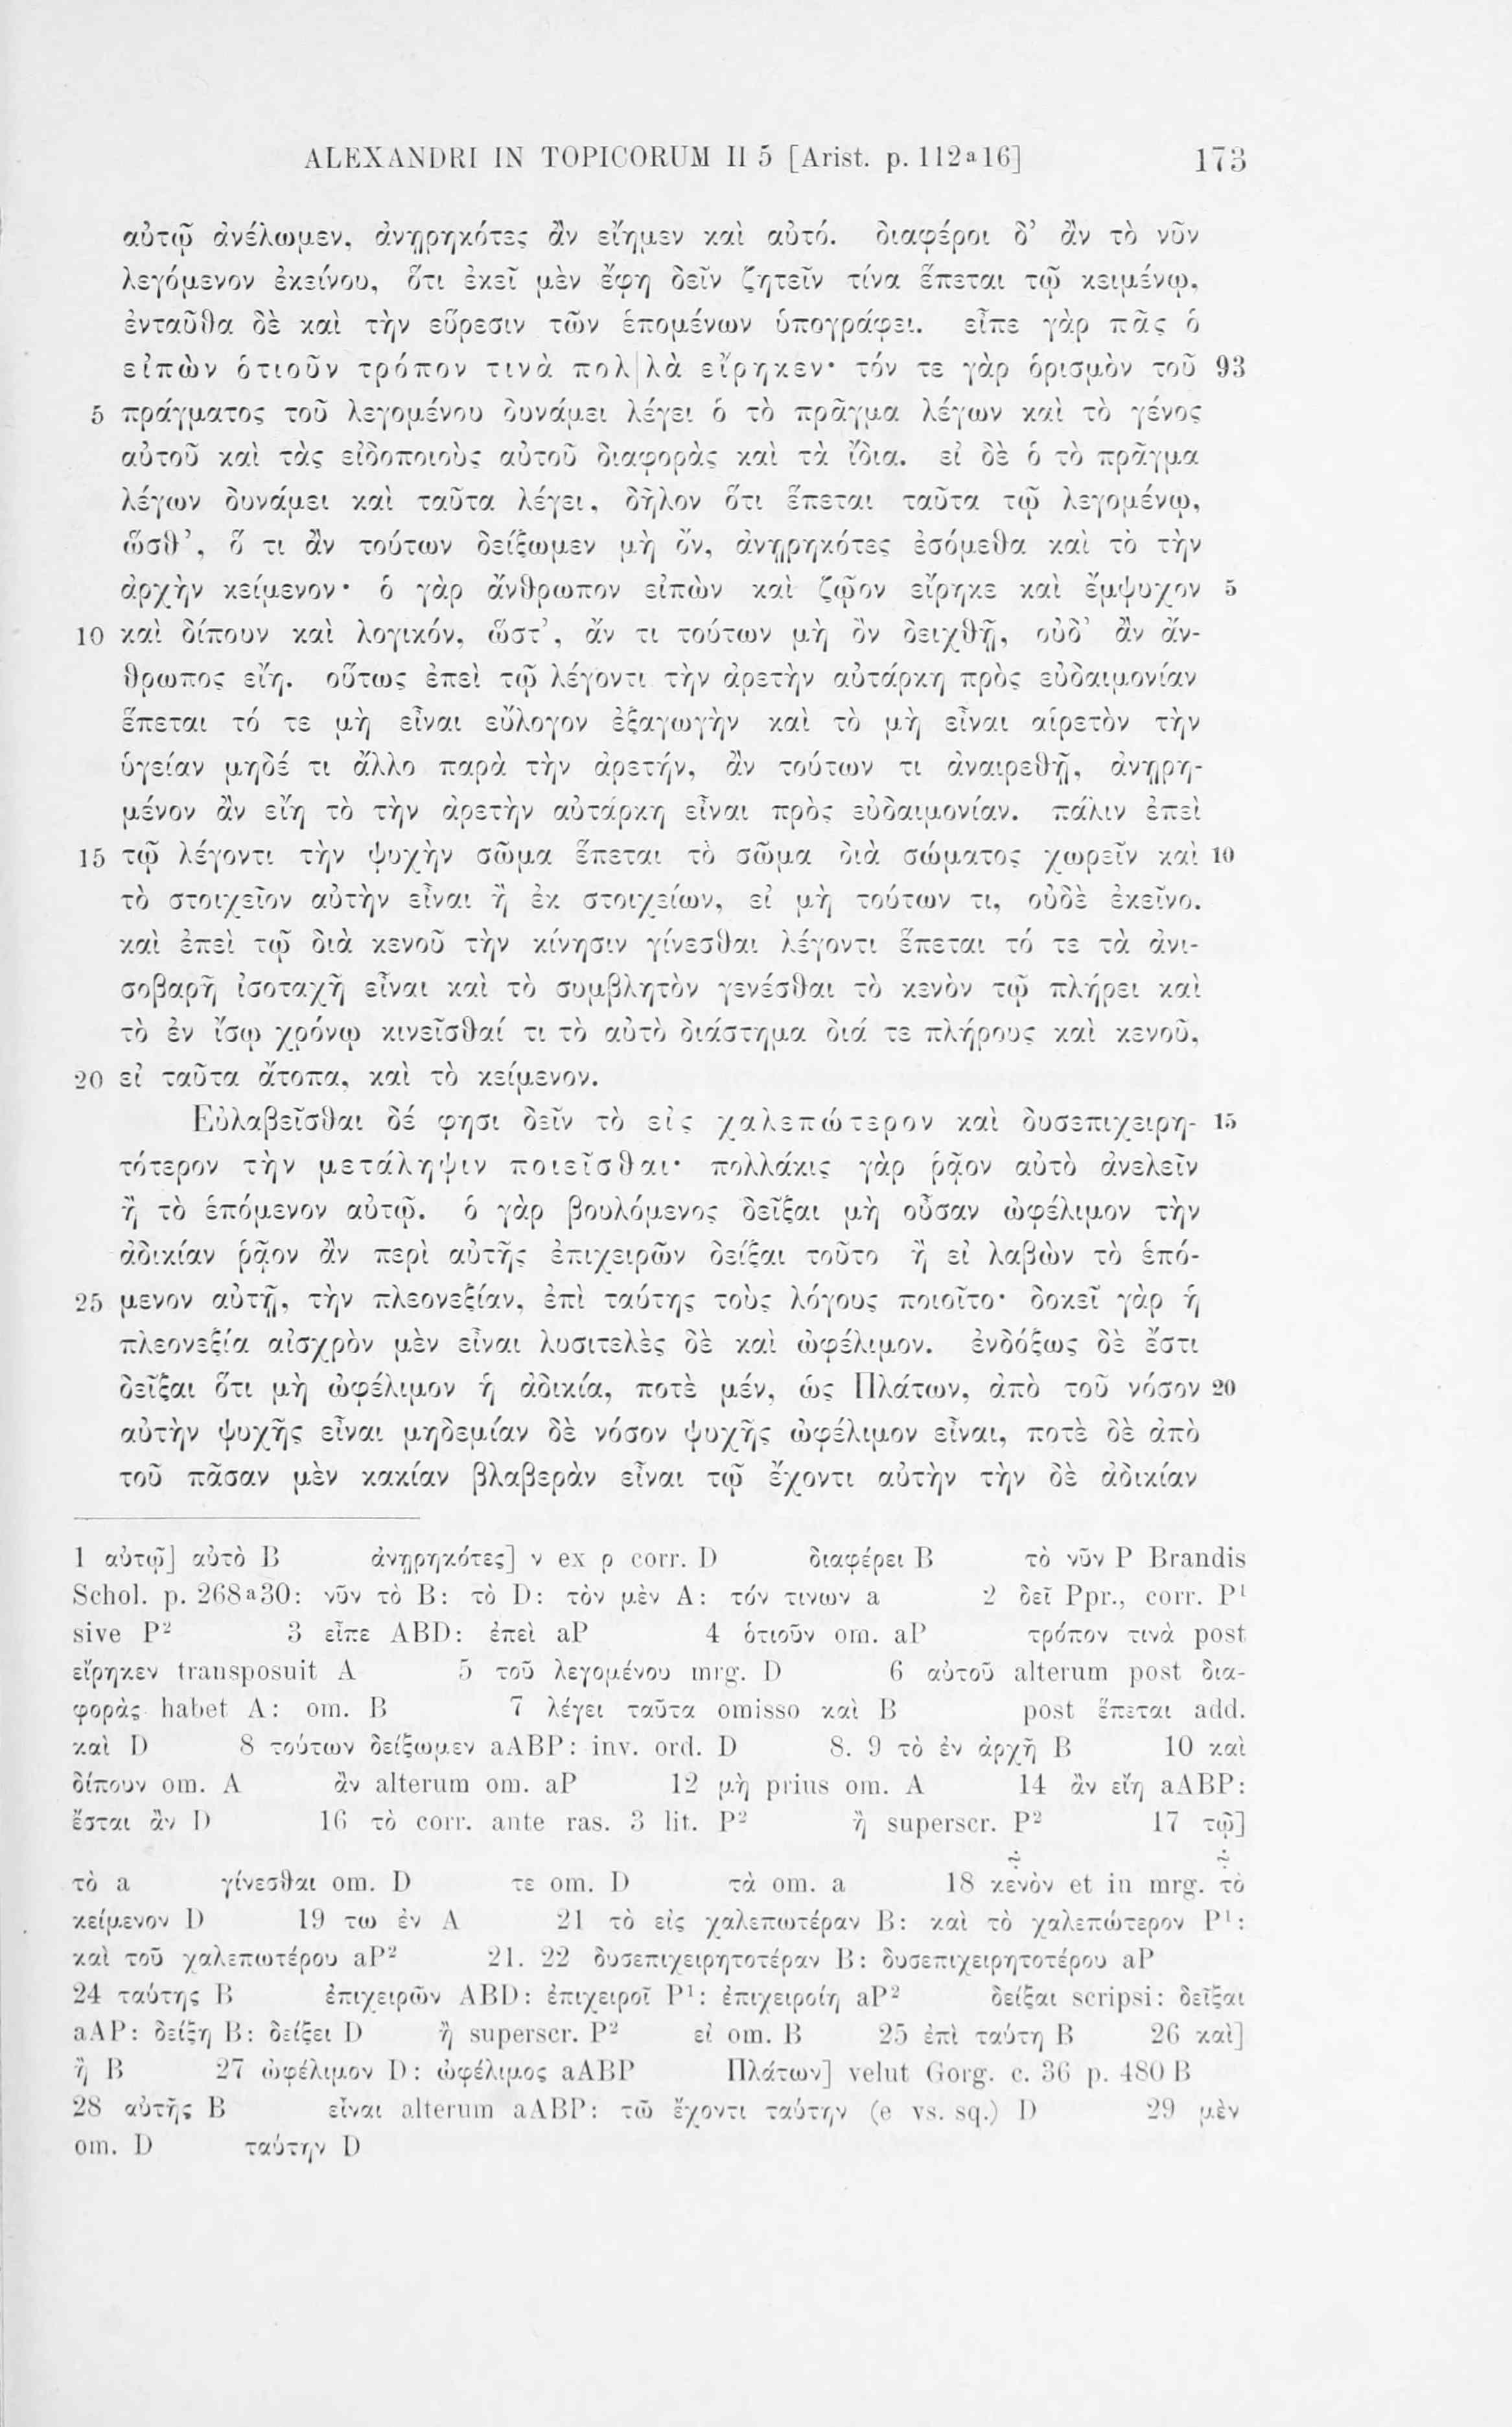 ALEXANDRI IN TOPICORUM II 5 [Arist. p. 112ᵃ16] 173
αὐτῷ ἀνέλωμεν, ἀνῃρηκότες ἂν εἴημεν καὶ αὐτό. διαφέροι δ’ ἂν τὸ νῦν
λεγόμενον ἐκείνου, ὅτι ἐκεῖ μὲν ἔφη δεῖν ζητεῖν τίνα ἕπεται τῷ κειμένῳ,
ἐνταῦθα δὲ καὶ τὴν εὕρεσιν τῶν ἑπομένων ὑπογράφει. εἶπε γὰρ πᾶς ὁ
εἰπὼν ὁτιοῦν τρόπον τινὰ πολ|λὰ εἴρηκεν· τόν τε γὰρ ὁρισμὸν τοῦ 93
5 πράγματος τοῦ λεγομένου δυνάμει λέγει ὁ τὸ πρᾶγμα λέγων καὶ τὸ γένος
αὐτοῦ καὶ τὰς εἰδοποιοὺς αὐτοῦ διαφορὰς καὶ τὰ ἴδια. εἰ δὲ ὁ τὸ πρᾶγμα
λέγων δυνάμει καὶ ταῦτα λέγει, δῆλον ὅτι ἕπεται ταῦτα τῷ λεγομένῳ,
ὥσθ’, ὅ τι ἂν τούτων δείξωμεν μὴ ὄν, ἀνῃρηκότες ἐσόμεθα καὶ τὸ τὴν
ἀρχὴν κείμενον· ὁ γὰρ ἄνθρωπον εἰπὼν καὶ ζῷον εἴρηκε καὶ ἔμψυχον 5
10 καὶ δίπουν καὶ λογικόν, ὥστ’, ἄν τι τούτων μὴ ὂν δειχθῇ, οὐδ’ ἂν ἄν-
θρωπος εἴη. οὕτως ἐπεὶ τῷ λέγοντι τὴν ἀρετὴν αὐτάρκη πρὸς εὐδαιμονίαν
ἕπεται τό τε μὴ εἶναι εὔλογον ἐξαγωγὴν καὶ τὸ μὴ εἶναι αἱρετὸν τὴν
ὑγείαν μηδέ τι ἄλλο παρὰ τὴν ἀρετήν, ἂν τούτων τι ἀναιρεθῇ, ἀνῃρη-
μένον ἂν εἴη τὸ τὴν ἀρετὴν αὐτάρκη εἶναι πρὸς εὐδαιμονίαν. πάλιν ἐπεὶ
15 τῷ λέγοντι τὴν ψυχὴν σῶμα ἕπεται τὸ σῶμα διὰ σώματος χωρεῖν καὶ 10
τὸ στοιχεῖον αὐτὴν εἶναι ἢ ἐκ στοιχείων, εἰ μὴ τούτων τι, οὐδὲ ἐκεῖνο.
καὶ ἐπεὶ τῷ διὰ κενοῦ τὴν κίνησιν γίνεσθαι λέγοντι ἕπεται τό τε τὰ ἀνι-
σοβαρῆ ἰσοταχῆ εἶναι καὶ τὸ συμβλητὸν γενέσθαι τὸ κενὸν τῷ πλήρει καὶ
τὸ ἐν ἴσῳ χρόνῳ κινεῖσθαί τι τὸ αὐτὸ διάστημα διά τε πλήρους καὶ κενοῦ,
20 εἰ ταῦτα ἄτοπα, καὶ τὸ κείμενον.
Εὐλαβεῖσθαι δέ φησι δεῖν τὸ εἰς χαλεπώτερον καὶ δυσεπιχειρη- 15
τότερον τὴν μετάληψιν ποιεῖσθαι· πολλάκις γὰρ ῥᾷον αὐτὸ ἀνελεῖν
ἢ τὸ ἑπόμενον αὐτῷ. ὁ γὰρ βουλόμενος δεῖξαι μὴ οὖσαν ὠφέλιμον τὴν
ἀδικίαν ῥᾷον ἂν περὶ αὐτῆς ἐπιχειρῶν δείξαι τοῦτο ἢ εἰ λαβὼν τὸ ἑπό-
25 μενον αὐτῇ, τὴν πλεονεξίαν, ἐπὶ ταύτης τοὺς λόγους ποιοῖτο· δοκεῖ γὰρ ἡ
πλεονεξία αἰσχρὸν μὲν εἶναι λυσιτελὲς δὲ καὶ ὠφέλιμον. ἐνδόξως δὲ ἔστι
δεῖξαι ὅτι μὴ ὠφέλιμον ἡ ἀδικία, ποτὲ μέν, ὡς Πλάτων, ἀπὸ τοῦ νόσον 20
αὐτὴν ψυχῆς εἶναι μηδεμίαν δὲ νόσον ψυχῆς ὠφέλιμον εἶναι, ποτὲ δὲ ἀπὸ
τοῦ πᾶσαν μὲν κακίαν βλαβερὰν εἶναι τῷ ἔχοντι αὐτὴν τὴν δὲ ἀδικίαν
1 αὐτῷ] αὐτὸ B ἀνῃρηκότες] ν ex ρ corr. D διαφέρει B τὸ νῦν P Brandis
Schol. p. 268ᵃ30: νῦν τὸ B: τὸ D: τὸν μὲν A: τόν τινων a 2 δεῖ Ppr., corr. P¹
sive P² 3 εἶπε ABD: ἐπεὶ aP 4 ὁτιοῦν om. aP τρόπον τινὰ post
εἴρηκεν transposuit A 5 τοῦ λεγομένου mrg. D 6 αὐτοῦ alterum post δια-
φορὰς habet A: om. B 7 λέγει ταῦτα omisso καὶ B post ἕπεται add.
καὶ D 8 τούτων δείξωμεν aABP: inv. ord. D 8. 9 τὸ ἐν ἀρχῇ B 10 καὶ
δίπουν om. A ἂν alterum om. aP 12 μὴ prius om. A 14 ἂν εἴη aABP:
ἔσται ἂν D 16 τὸ corr. ante ras. 3 lit. P² ἢ superscr. P² 17 τῷ]
τὸ a γίνεσθαι om. D τε om. D τὰ om. a 18 κενὸν et in mrg. τὸ
κείμενον D 19 τω ἐν A 21 τὸ εἰς χαλεπωτέραν B: καὶ τὸ χαλεπώτερον P¹:
καὶ τοῦ χαλεπωτέρου aP² 21. 22 δυσεπιχειρητοτέραν B: δυσεπιχειρητοτέρου aP
24 ταύτης B ἐπιχειρῶν ABD: ἐπιχειροῖ P¹: ἐπιχειροίη aP² δείξαι scripsi: δεῖξαι
aAP: δείξη B: δείξει D ἢ superscr. P² εἰ om. B 25 ἐπὶ ταύτη B 26 καὶ]
ἢ B 27 ὠφέλιμον D: ὠφέλιμος aABP Πλάτων] velut Gorg. c. 36 p. 480 B
28 αὐτῆς B εἶναι alterum aABP: τῶ ἔχοντι ταύτην (e vs. sq.) D 29 μὲν
om. D ταύτην D